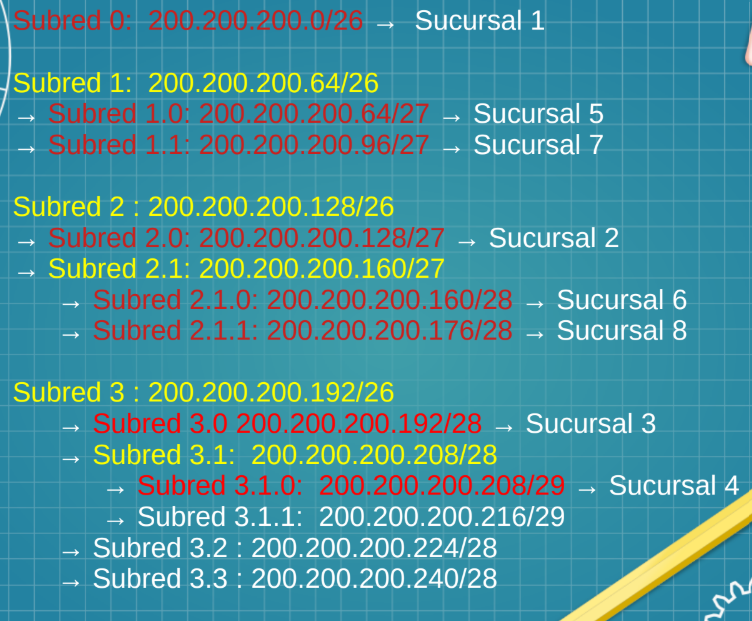 Subred 0:  200.200.200.0/26 → Sucursal 1
Subred 1:  200.200.200.64/26
→ Subred 1.0: 200.200.200.64/27 → Sucursal 5
→ Subred 1.1: 200.200.200.96/27 → Sucursal 7
Subred 2 : 200.200.200.128/26
→ Subred 2.0: 200.200.200.128/27 → Sucursal 2
→ Subred 2.1: 200.200.200.160/27
→ Subred 2.1.0: 200.200.200.160/28 → Sucursal 6
→ Subred 2.1.1: 200.200.200.176/28 → Sucursal 8
Subred 3 : 200.200.200.192/26
→ Subred 3.0 200.200.200.192/28 → Sucursal 3
→ Subred 3.1:  200.200.200.208/28
→ Subred 3.1.0:  200.200.200.208/29 → Sucursal 4
→ Subred 3.1.1:  200.200.200.216/29
→ Subred 3.2 : 200.200.200.224/28
→ Subred 3.3 : 200.200.200.240/28